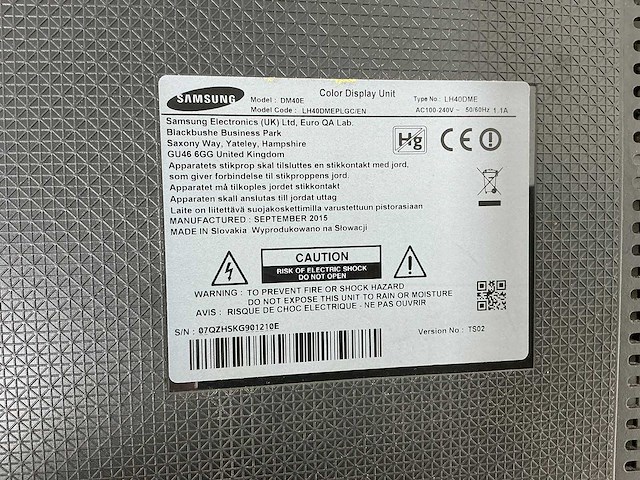 SAMSUNG
Color Display Unit
Model : DM40E
Type No : LH40DME
Model Code : LH40DMEPLGC/EN
AC100-240V ~ 50/60Hz 1.1A
Samsung Electronics (UK) Ltd, Euro QA Lab.
Blackbushe Business Park
Saxony Way, Yateley, Hampshire
GU46 6GG United Kingdom
Apparatets stikprop skal tilsluttes en stikkontakt med jord,
som giver forbindelse til stikproppens jord.
Apparatet må tilkoples jordet stikkontakt
Apparaten skall anslutas till jordat uttag
Laite on liitettävä suojakoskettimilla varustettuun pistorasiaan
MANUFACTURED : SEPTEMBER 2015
MADE IN Slovakia Wyprodukowano na Slowacji
Hg
CE
CAUTION
RISK OF ELECTRIC SHOCK
DO NOT OPEN
WARNING : TO PREVENT FIRE OR SHOCK HAZARD
DO NOT EXPOSE THIS UNIT TO RAIN OR MOISTURE
AVIS : RISQUE DE CHOC ELECTRIQUE - NE PAS OUVRIR
S/N : 07QZH5KG901210E
Version No : TS02